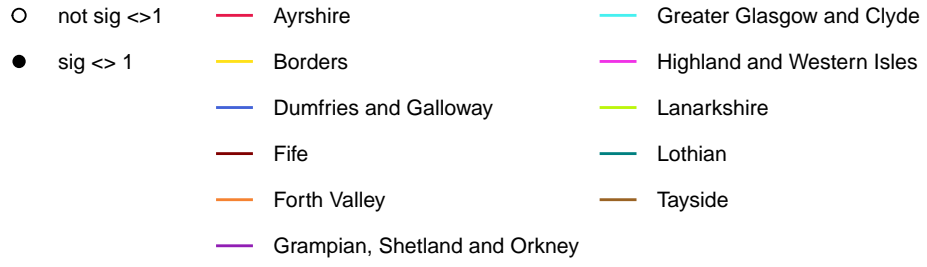 not sig <>1
sig <> 1
Ayrshire
Borders
Dumfries and Galloway
Fife
Forth Valley
Grampian, Shetland and Orkney
Greater Glasgow and Clyde
Highland and Western Isles
Lanarkshire
Lothian
Tayside